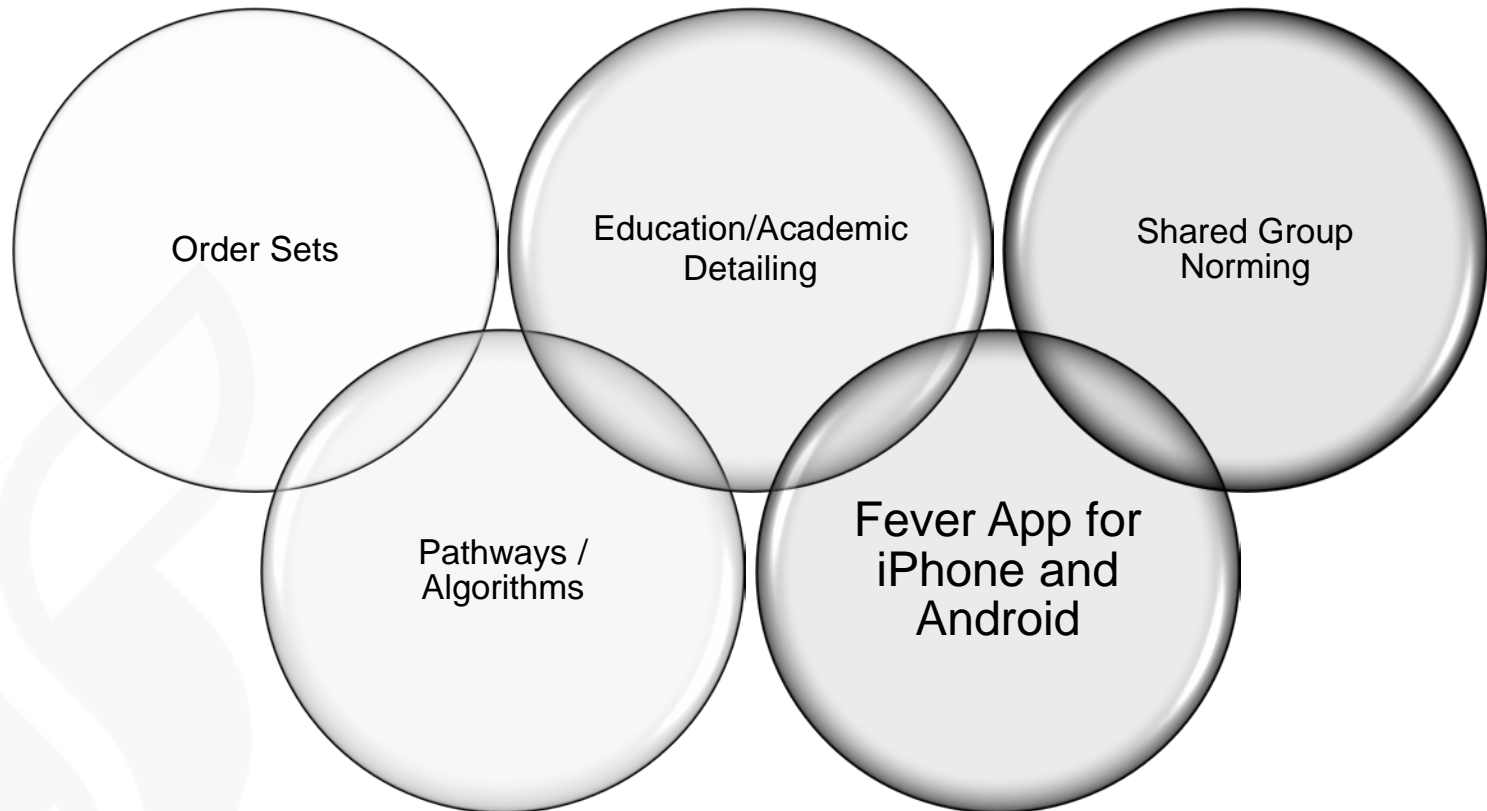 Order Sets
Education/Academic
Detailing
Shared Group
Norming
Pathways /
Algorithms
Fever App for
iPhone and
Android